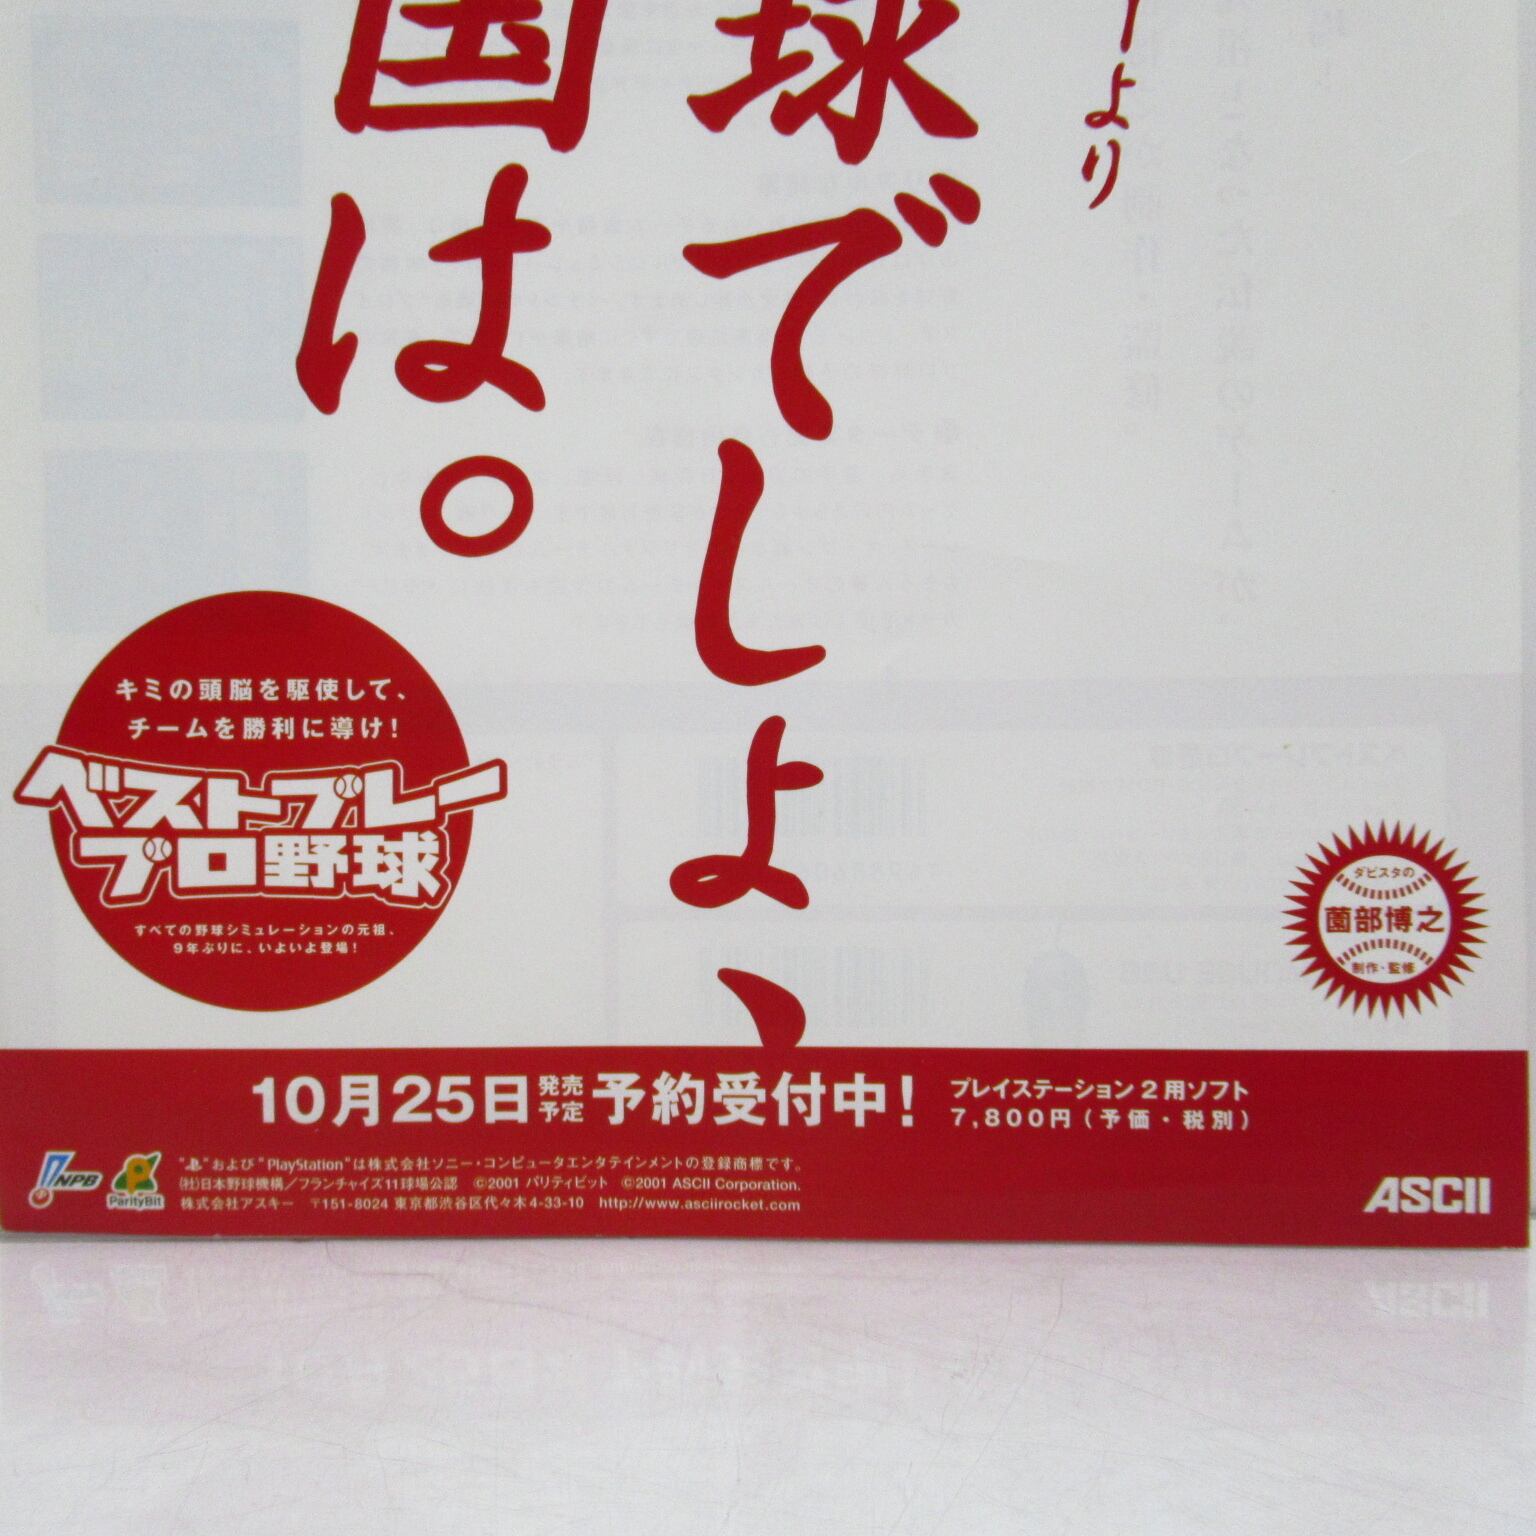 ーより
球でしょ、
国は。
キミの頭脳を駆使して、
チームを勝利に導け!
ベストプレー
プロ野球
すべての野球シミュレーションの元祖、
9年ぶりに、いよいよ登場!
ダビスタの
薗部博之
制作・監修
10月25日発売予定 予約受付中!
プレイステーション2用ソフト
7,800円(予価・税別)
NPB
ParityBit
"PS"および"PlayStation"は株式会社ソニー・コンピュータエンタテインメントの登録商標です。
(社)日本野球機構/フランチャイズ11球場公認 ©2001 パリティビット ©2001 ASCII Corporation.
株式会社アスキー 〒151-8024 東京都渋谷区代々木4-33-10 http://www.asciirocket.com
ASCII